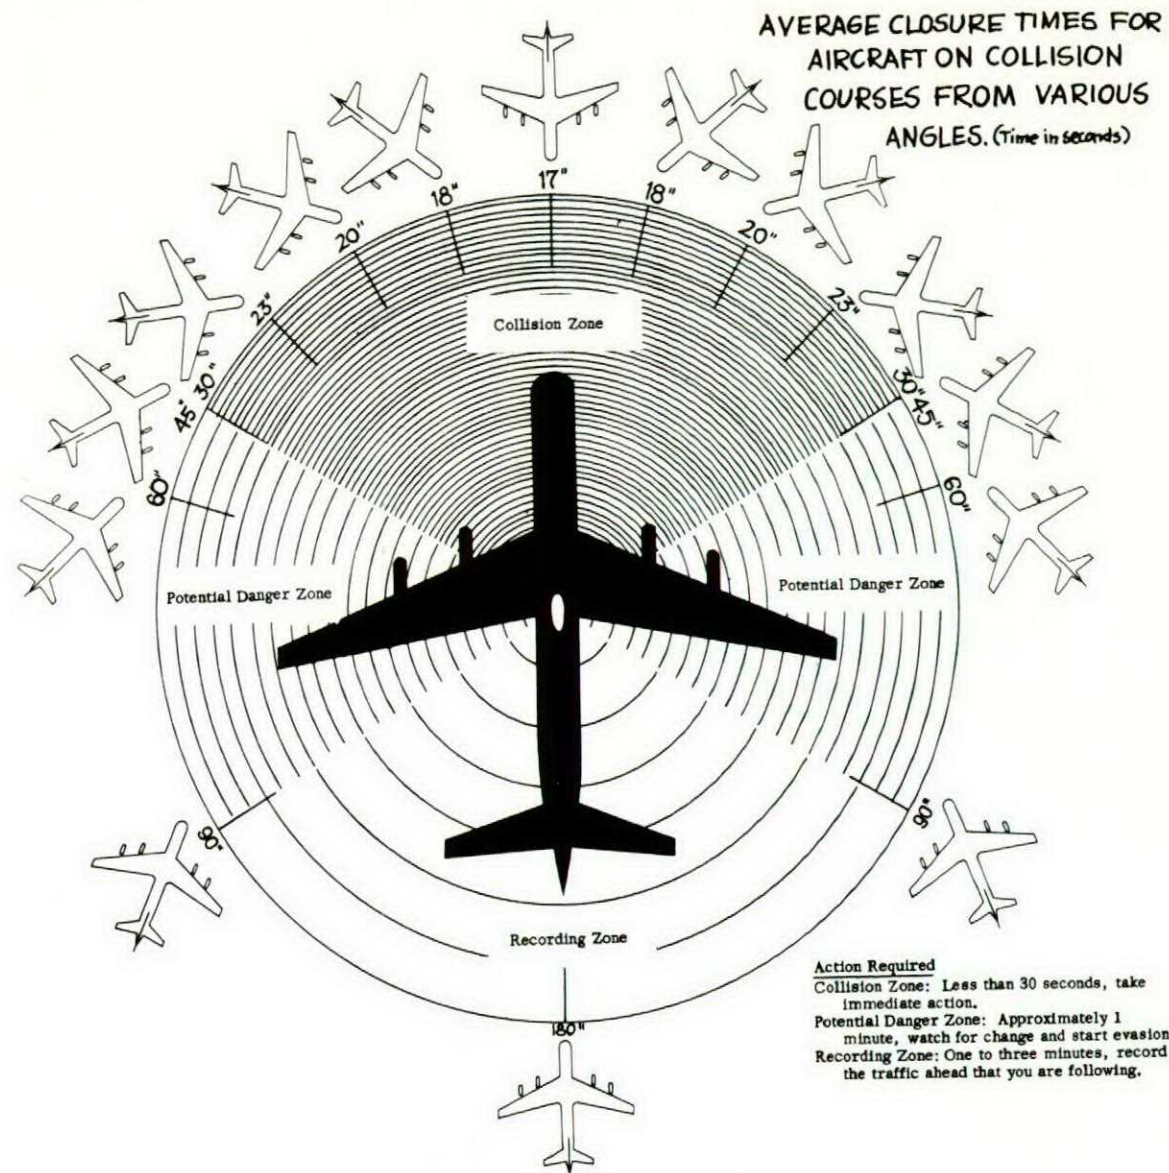 AVERAGE CLOSURE TIMES FOR
AIRCRAFT ON COLLISION
COURSES FROM VARIOUS
ANGLES. (Time in seconds)
17"
18"
18"
20"
20"
23"
23"
Collision Zone
30"
30"
45"
45"
60"
60"
Potential Danger Zone
Potential Danger Zone
90"
90"
Recording Zone
180"
Action Required
Collision Zone: Less than 30 seconds, take
immediate action.
Potential Danger Zone: Approximately 1
minute, watch for change and start evasion
Recording Zone: One to three minutes, record
the traffic ahead that you are following.